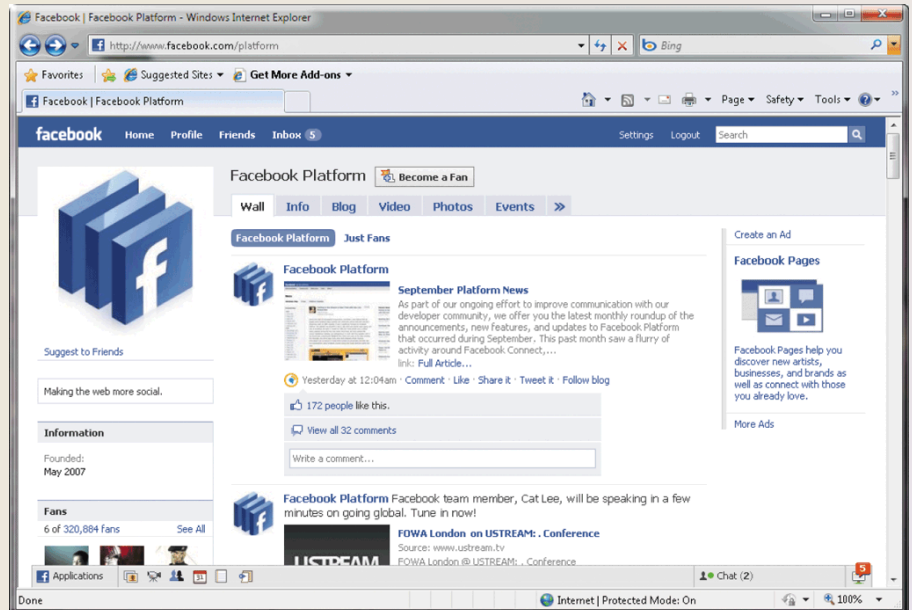 Facebook | Facebook Platform - Windows Internet Explorer
http://www.facebook.com/platform
Bing
Favorites Suggested Sites Get More Add-ons
Facebook | Facebook Platform
Page Safety Tools
facebook Home Profile Friends Inbox 5 Settings Logout Search
Facebook Platform Become a Fan
Wall Info Blog Video Photos Events »
Facebook Platform Just Fans
Facebook Platform
September Platform News
As part of our ongoing effort to improve communication with our
developer community, we offer you the latest monthly roundup of the
announcements, new features, and updates to Facebook Platform
that occurred during September. This past month saw a flurry of
activity around Facebook Connect,...
link: Full Article...
Yesterday at 12:04am · Comment · Like · Share it · Tweet it · Follow blog
172 people like this.
View all 32 comments
Write a comment...
Facebook Platform Facebook team member, Cat Lee, will be speaking in a few
minutes on going global. Tune in now!
FOWA London on USTREAM: . Conference
Source: www.ustream.tv
FOWA London @ USTREAM: . Conference
USTREAM
Suggest to Friends
Making the web more social.
Information
Founded:
May 2007
Fans
6 of 320,884 fans See All
Create an Ad
Facebook Pages
Facebook Pages help you
discover new artists,
businesses, and brands as
well as connect with those
you already love.
More Ads
Applications 31 Chat (2) 5
Done Internet | Protected Mode: On 100%